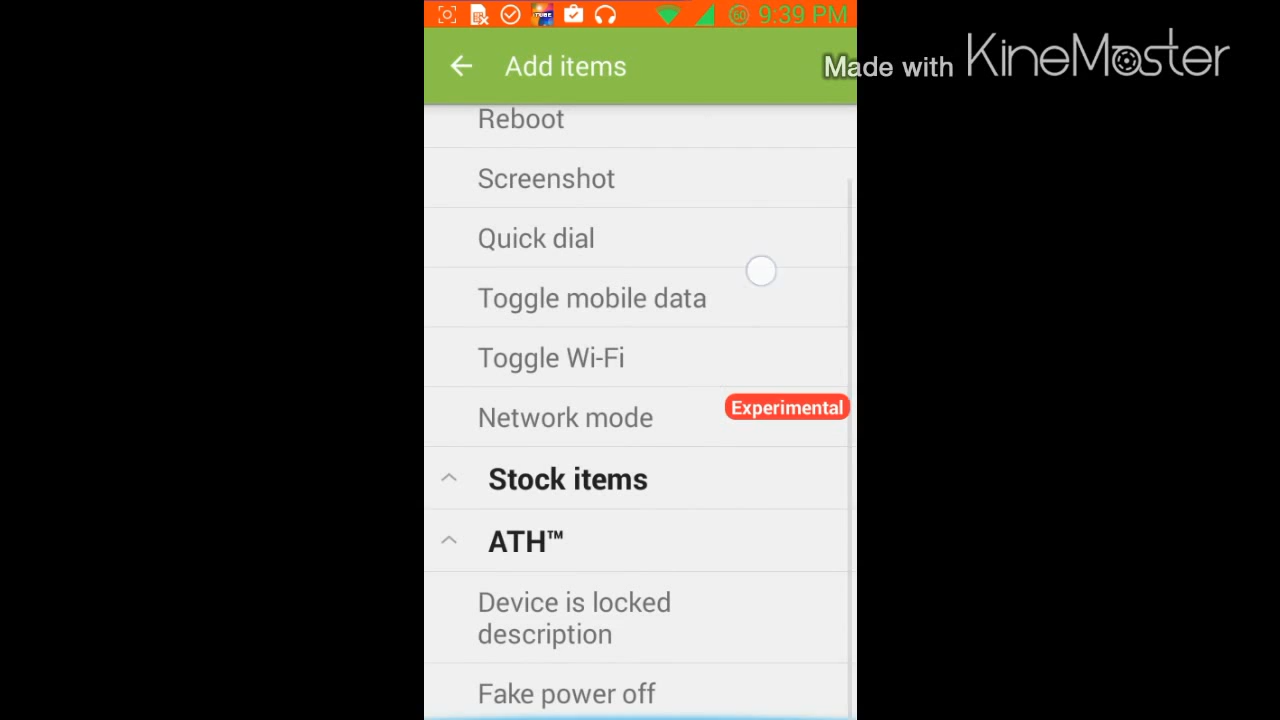 60 9:39 PM
Add items
Made with KineMaster
Reboot
Screenshot
Quick dial
Toggle mobile data
Toggle Wi-Fi
Network mode
Experimental
Stock items
ATH™
Device is locked
description
Fake power off